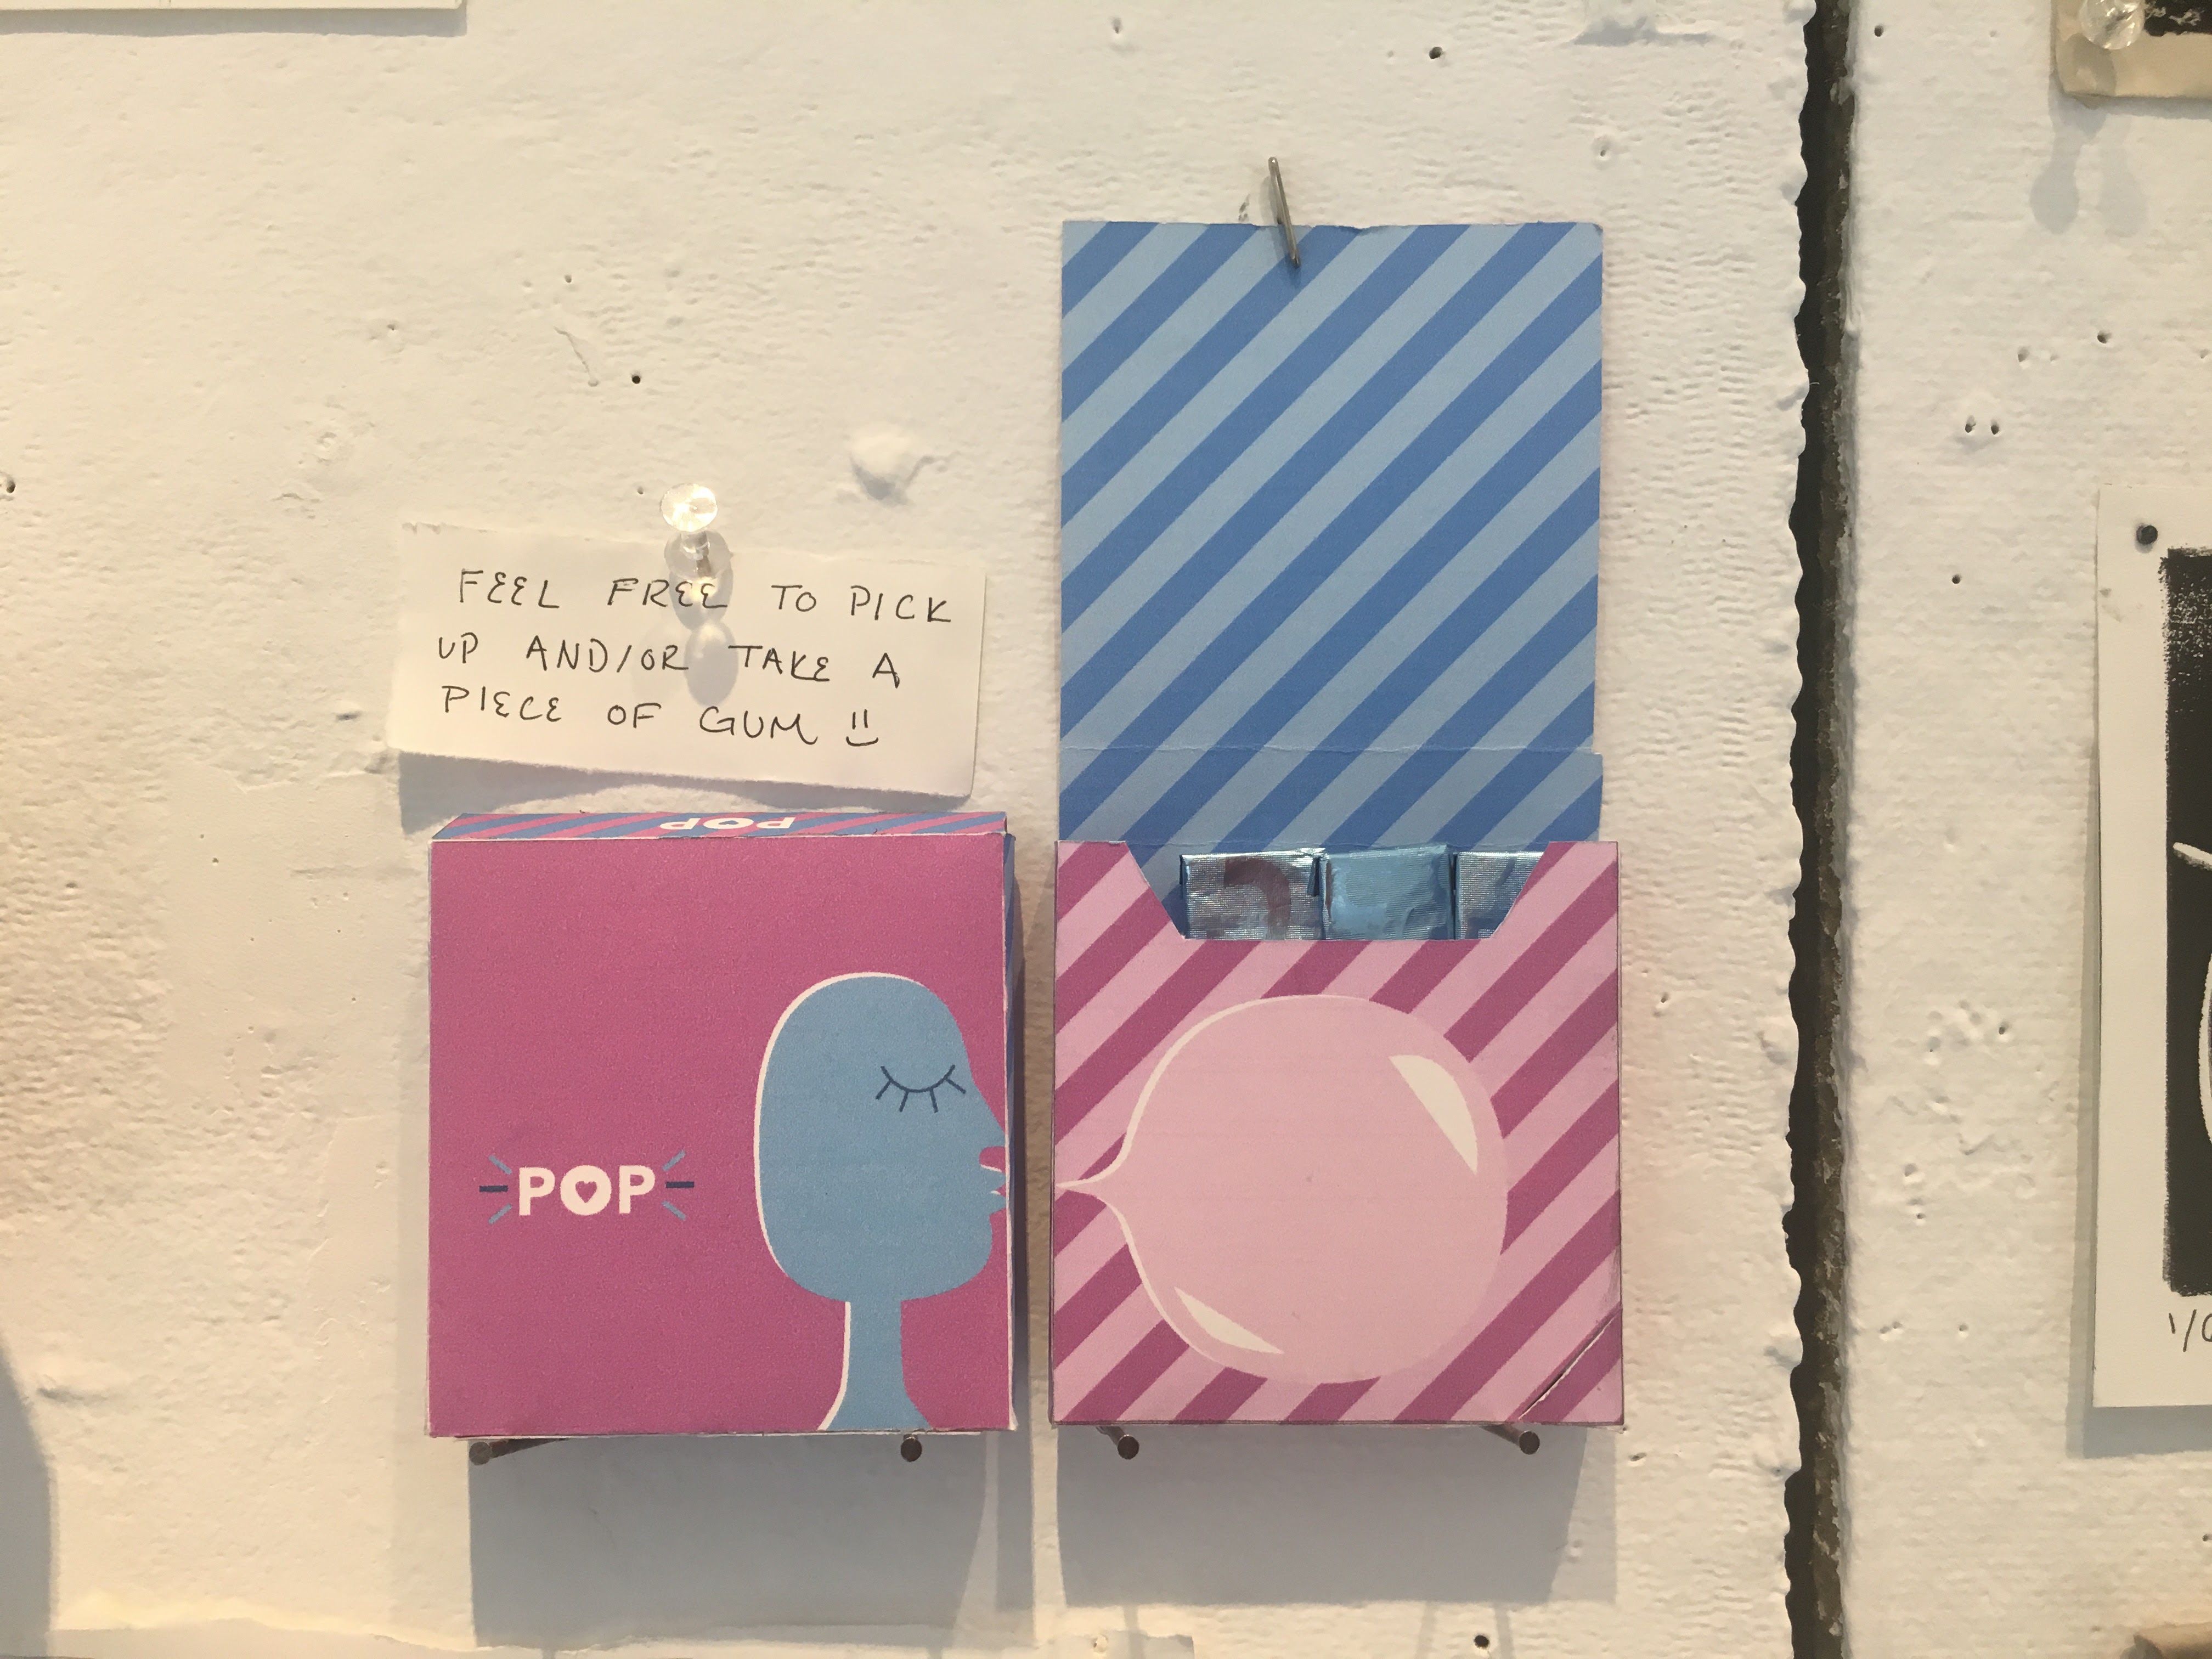 FEEL FREE TO PICK
UP AND/OR TAKE A
PIECE OF GUM
POP
POP